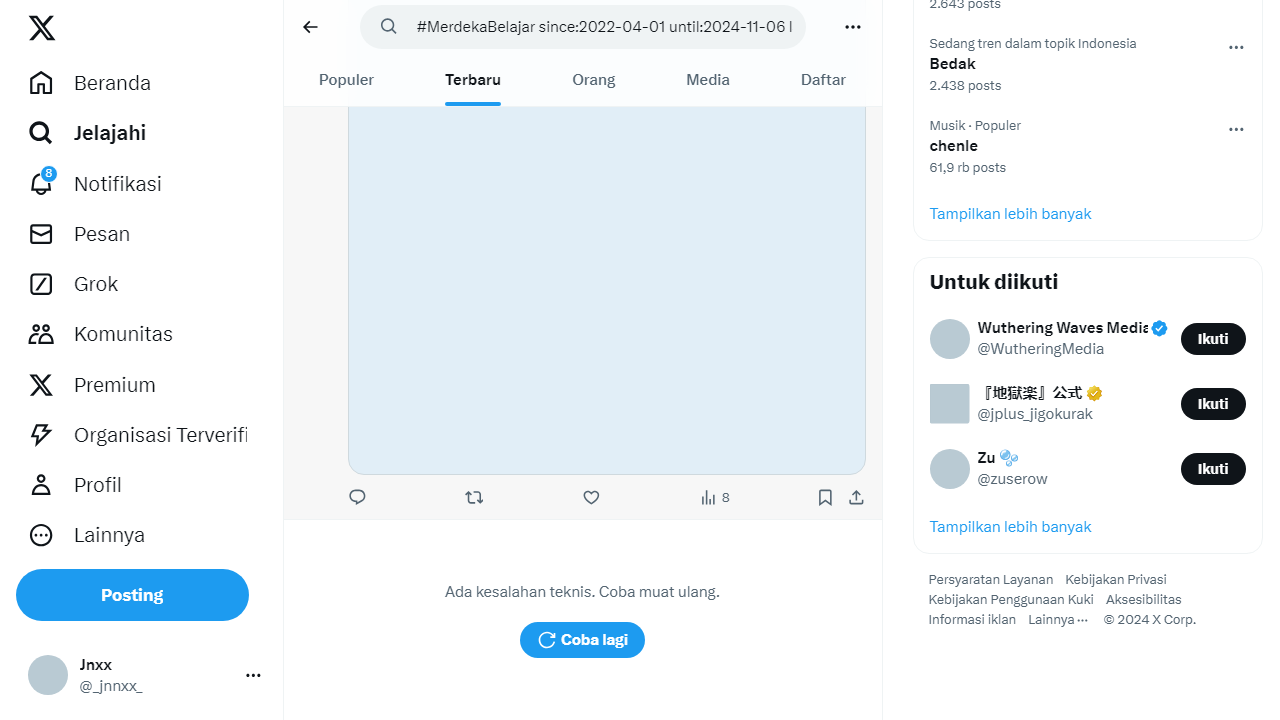 Beranda
Jelajahi
8
Notifikasi
Pesan
Grok
Komunitas
Premium
Organisasi Terverifi
Profil
Lainnya
Posting
Jnxx
@_jnnxx_
#MerdekaBelajar since:2022-04-01 until:2024-11-06 l
Populer
Terbaru
Orang
Media
Daftar
8
Ada kesalahan teknis. Coba muat ulang.
Coba lagi
2.643 posts
Sedang tren dalam topik Indonesia
Bedak
2.438 posts
Musik · Populer
chenle
61,9 rb posts
Tampilkan lebih banyak
Untuk diikuti
Wuthering Waves Media
@WutheringMedia
Ikuti
『地獄楽』公式
@jplus_jigokurak
Ikuti
Zu
@zuserow
Ikuti
Tampilkan lebih banyak
Persyaratan Layanan Kebijakan Privasi
Kebijakan Penggunaan Kuki Aksesibilitas
Informasi iklan Lainnya ··· © 2024 X Corp.